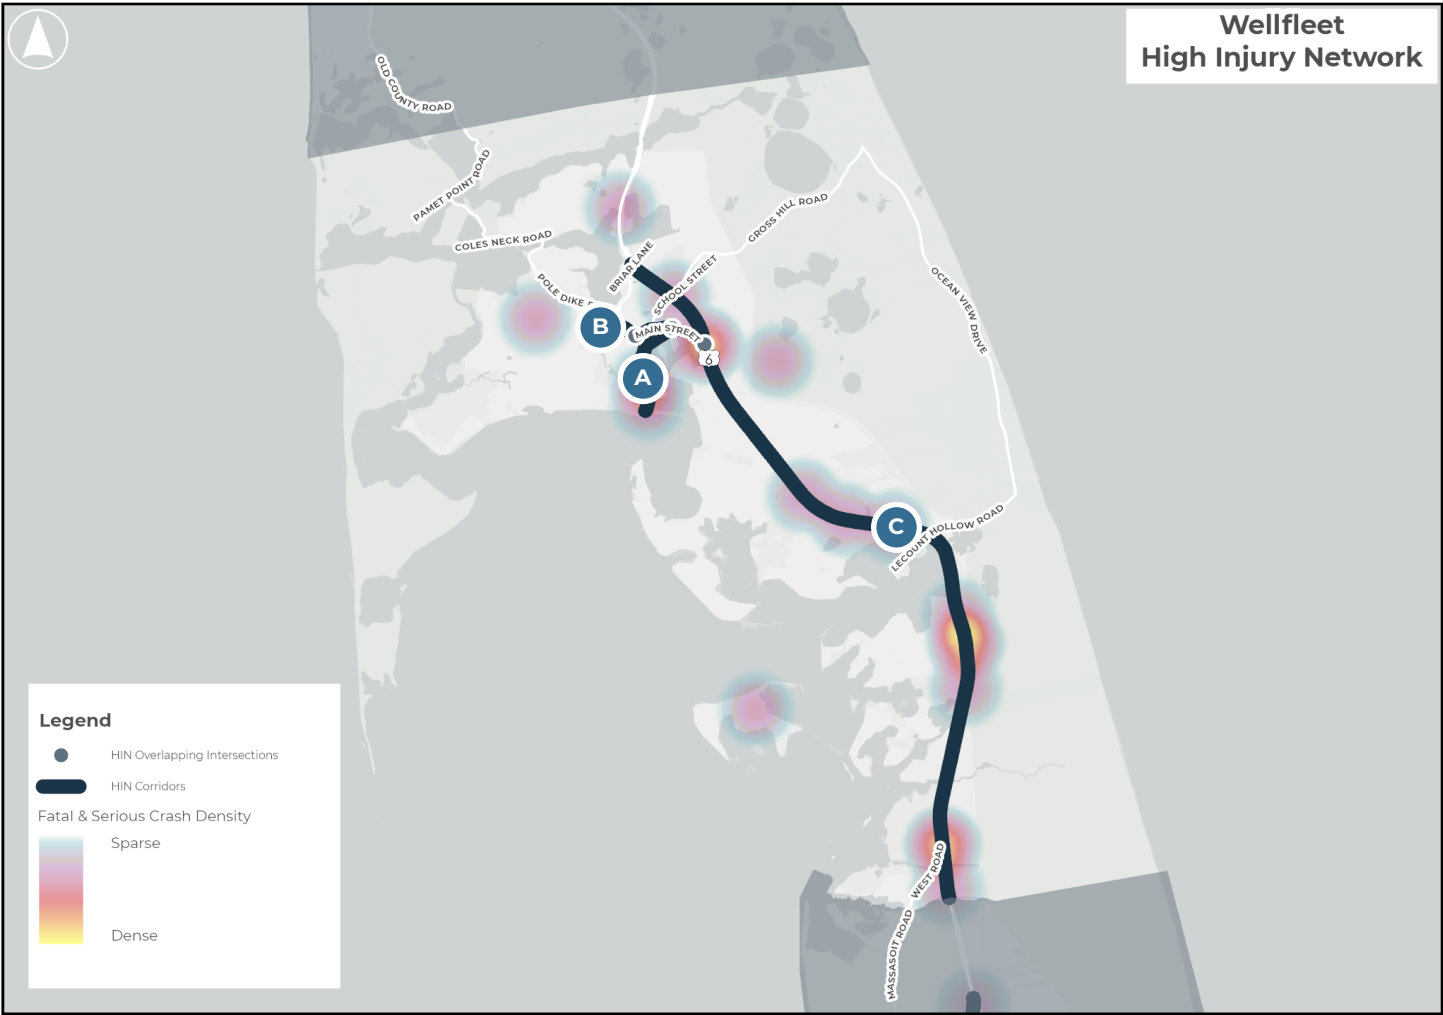 Wellfleet
High Injury Network
OLD COUNTY ROAD
PAMET POINT ROAD
COLES NECK ROAD
GROSS HILL ROAD
BRIAR LANE
SCHOOL STREET
POLE DIKE
OCEAN VIEW DRIVE
B
MAIN STREET
6
A
C
LECOUNT HOLLOW ROAD
WEST ROAD
MASSASOIT ROAD
Legend
HIN Overlapping Intersections
HIN Corridors
Fatal & Serious Crash Density
Sparse
Dense